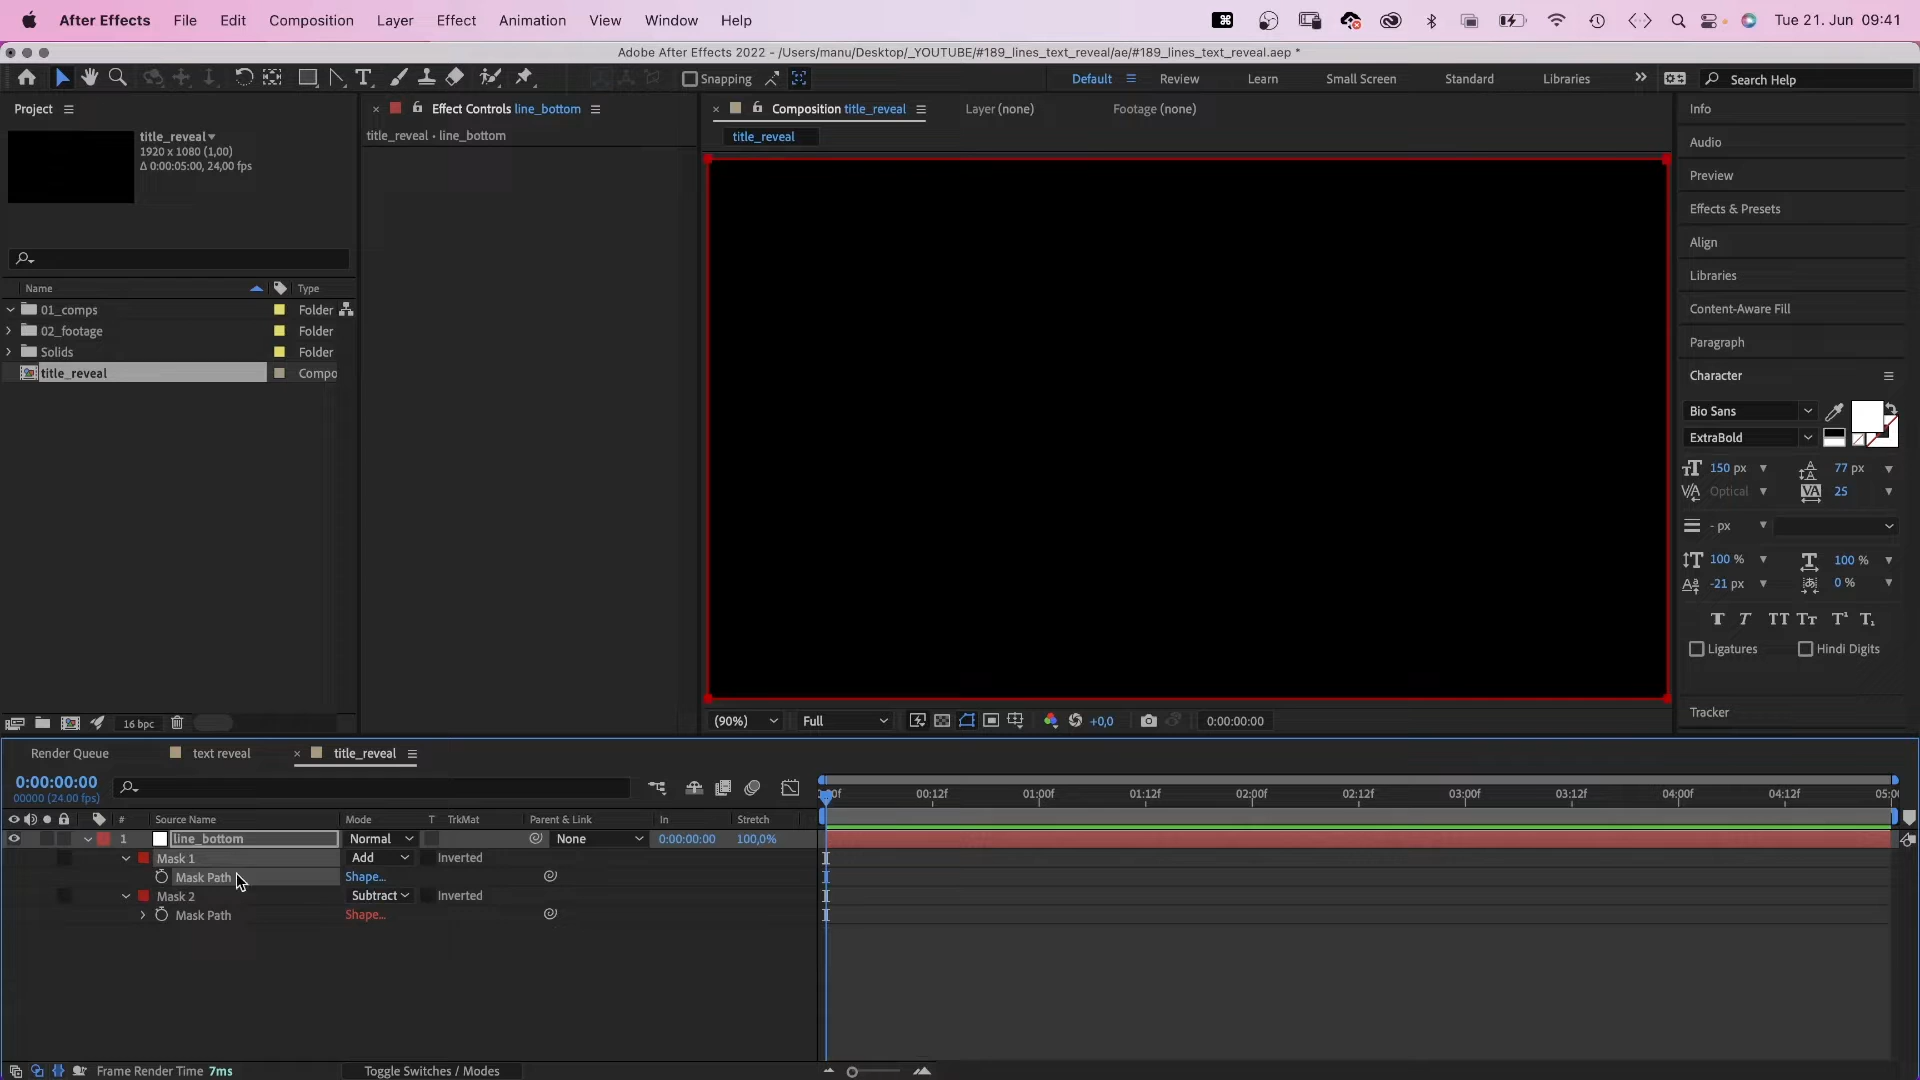 After Effects File Edit Composition Layer Effect Animation View Window Help Tue 21. Jun 09:41
Adobe After Effects 2022 - /Users/manu/Desktop/_YOUTUBE/#189_lines_text_reveal/ae/#189_lines_text_reveal.aep *
Snapping Default Review Learn Small Screen Standard Libraries Search Help
Project Effect Controls line_bottom Composition title_reveal Layer (none) Footage (none) Info
title_reveal
1920 x 1080 (1,00)
Δ 0:00:05:00, 24,00 fps
title_reveal • line_bottom
title_reveal
Audio
Preview
Effects & Presets
Align
Libraries
Content-Aware Fill
Paragraph
Character
Bio Sans
ExtraBold
150 px 77 px
Optical 25
- px
100 % 100 %
-21 px 0 %
Ligatures Hindi Digits
Tracker
Name Type
01_comps Folder
02_footage Folder
Solids Folder
title_reveal Compo
16 bpc
(90%) Full +0,0 0:00:00:00
Render Queue text reveal title_reveal
0:00:00:00
00000 (24.00 fps)
00f 00:12f 01:00f 01:12f 02:00f 02:12f 03:00f 03:12f 04:00f 04:12f 05:00
# Source Name Mode T TrkMat Parent & Link In Stretch
1 line_bottom Normal None 0:00:00:00 100,0%
Mask 1 Add Inverted
Mask Path Shape...
Mask 2 Subtract Inverted
Mask Path Shape...
Frame Render Time 7ms Toggle Switches / Modes